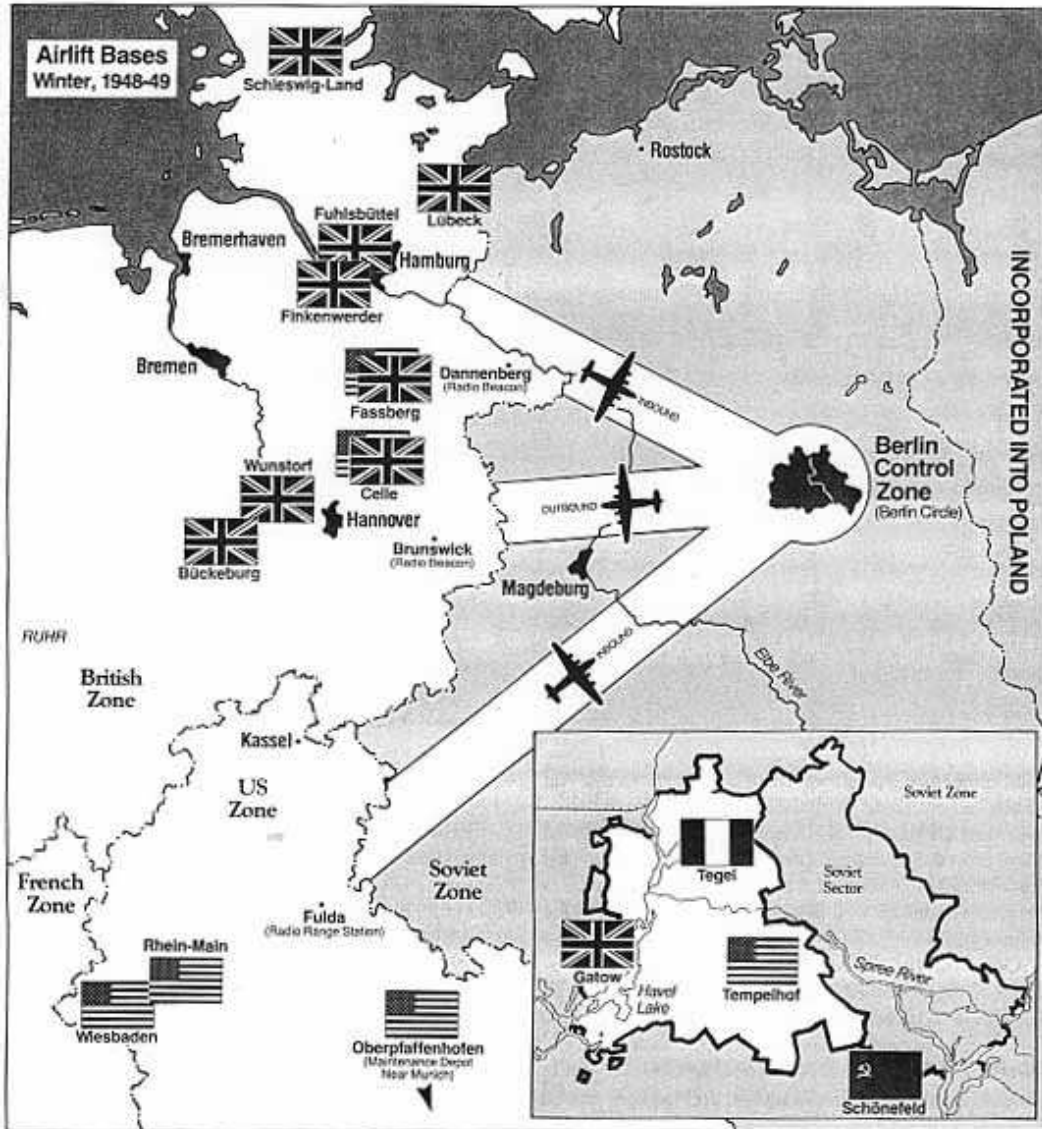 Airlift Bases
Winter, 1948-49
Schleswig-Land
Rostock
Lübeck
Fuhlsbüttel
Bremerhaven
Hamburg
Finkenwerder
INCORPORATED INTO POLAND
Bremen
Dannenberg
(Radio Beacon)
INBOUND
Fassberg
Berlin
Control
Zone
(Berlin Circle)
Wunstorf
Celle
OUTBOUND
Hannover
Brunswick
(Radio Beacon)
Bückeburg
Magdeburg
RUHR
INBOUND
Elbe River
British
Zone
Kassel
US
Zone
French
Zone
Soviet
Zone
Fulda
(Radio Range Station)
Rhein-Main
Wiesbaden
Oberpfaffenhofen
(Maintenance Depot
Near Munich)
Soviet Zone
Tegel
Soviet
Sector
Gatow
Tempelhof
Spree River
Havel
Lake
Schönefeld